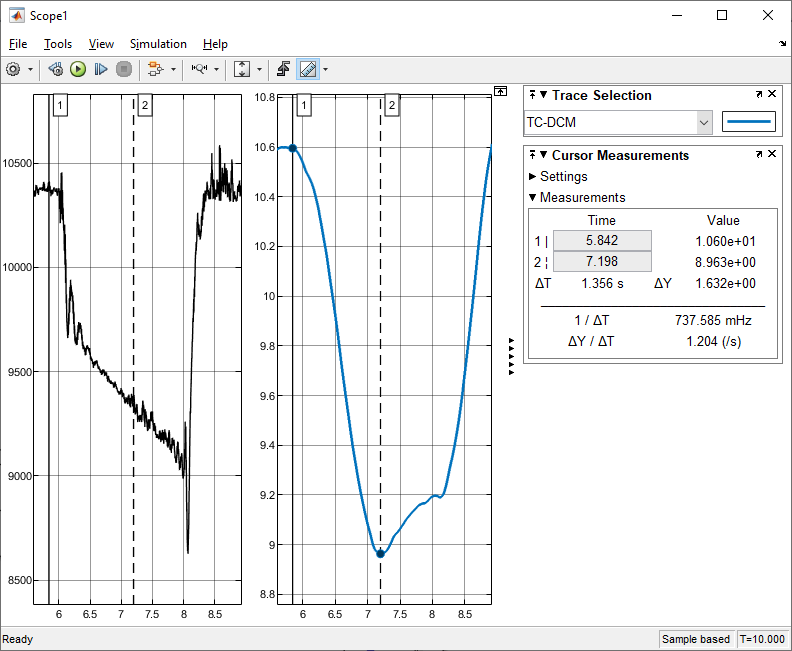 Scope1
File Tools View Simulation Help
1 2
10500
10000
9500
9000
8500
6 6.5 7 7.5 8 8.5
1 2
10.8
10.6
10.4
10.2
10
9.8
9.6
9.4
9.2
9
8.8
6 6.5 7 7.5 8 8.5
Trace Selection
TC-DCM
Cursor Measurements
Settings
Measurements
Time Value
1 | 5.842 1.060e+01
2 ¦ 7.198 8.963e+00
ΔT 1.356 s ΔY 1.632e+00
1 / ΔT 737.585 mHz
ΔY / ΔT 1.204 (/s)
Ready
Sample based T=10.000